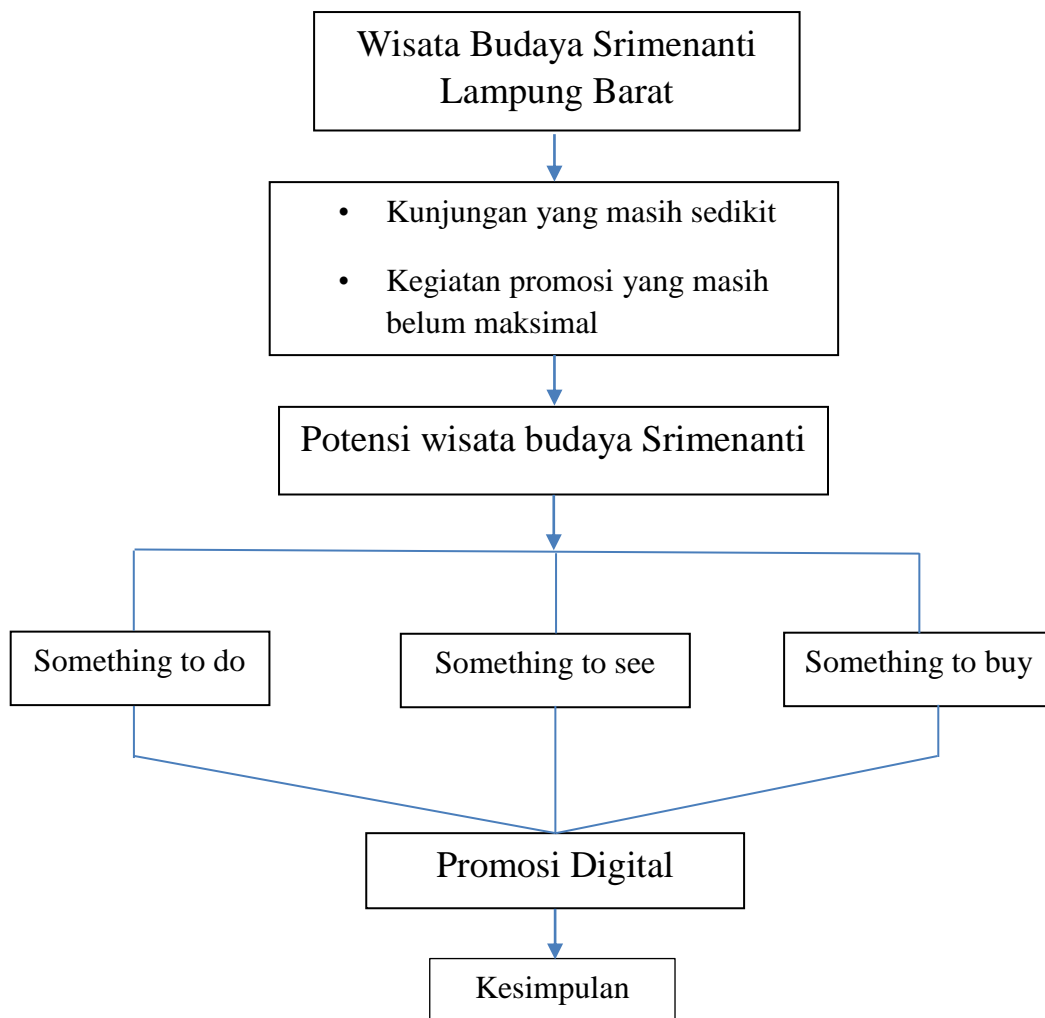 Wisata Budaya Srimenanti
Lampung Barat
• Kunjungan yang masih sedikit
• Kegiatan promosi yang masih
belum maksimal
Potensi wisata budaya Srimenanti
Something to do
Something to see
Something to buy
Promosi Digital
Kesimpulan